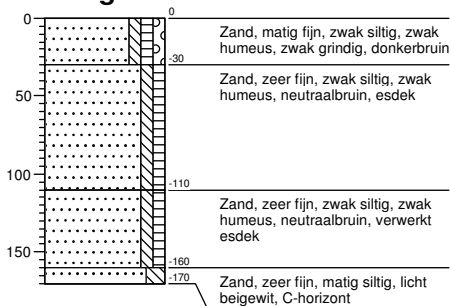 0
0
Zand, matig fijn, zwak siltig, zwak
humeus, zwak grindig, donkerbruin
-30
Zand, zeer fijn, zwak siltig, zwak
humeus, neutraalbruin, esdek
50
100
-110
Zand, zeer fijn, zwak siltig, zwak
humeus, neutraalbruin, verwerkt
esdek
150
-160
-170
Zand, zeer fijn, matig siltig, licht
beigewit, C-horizont